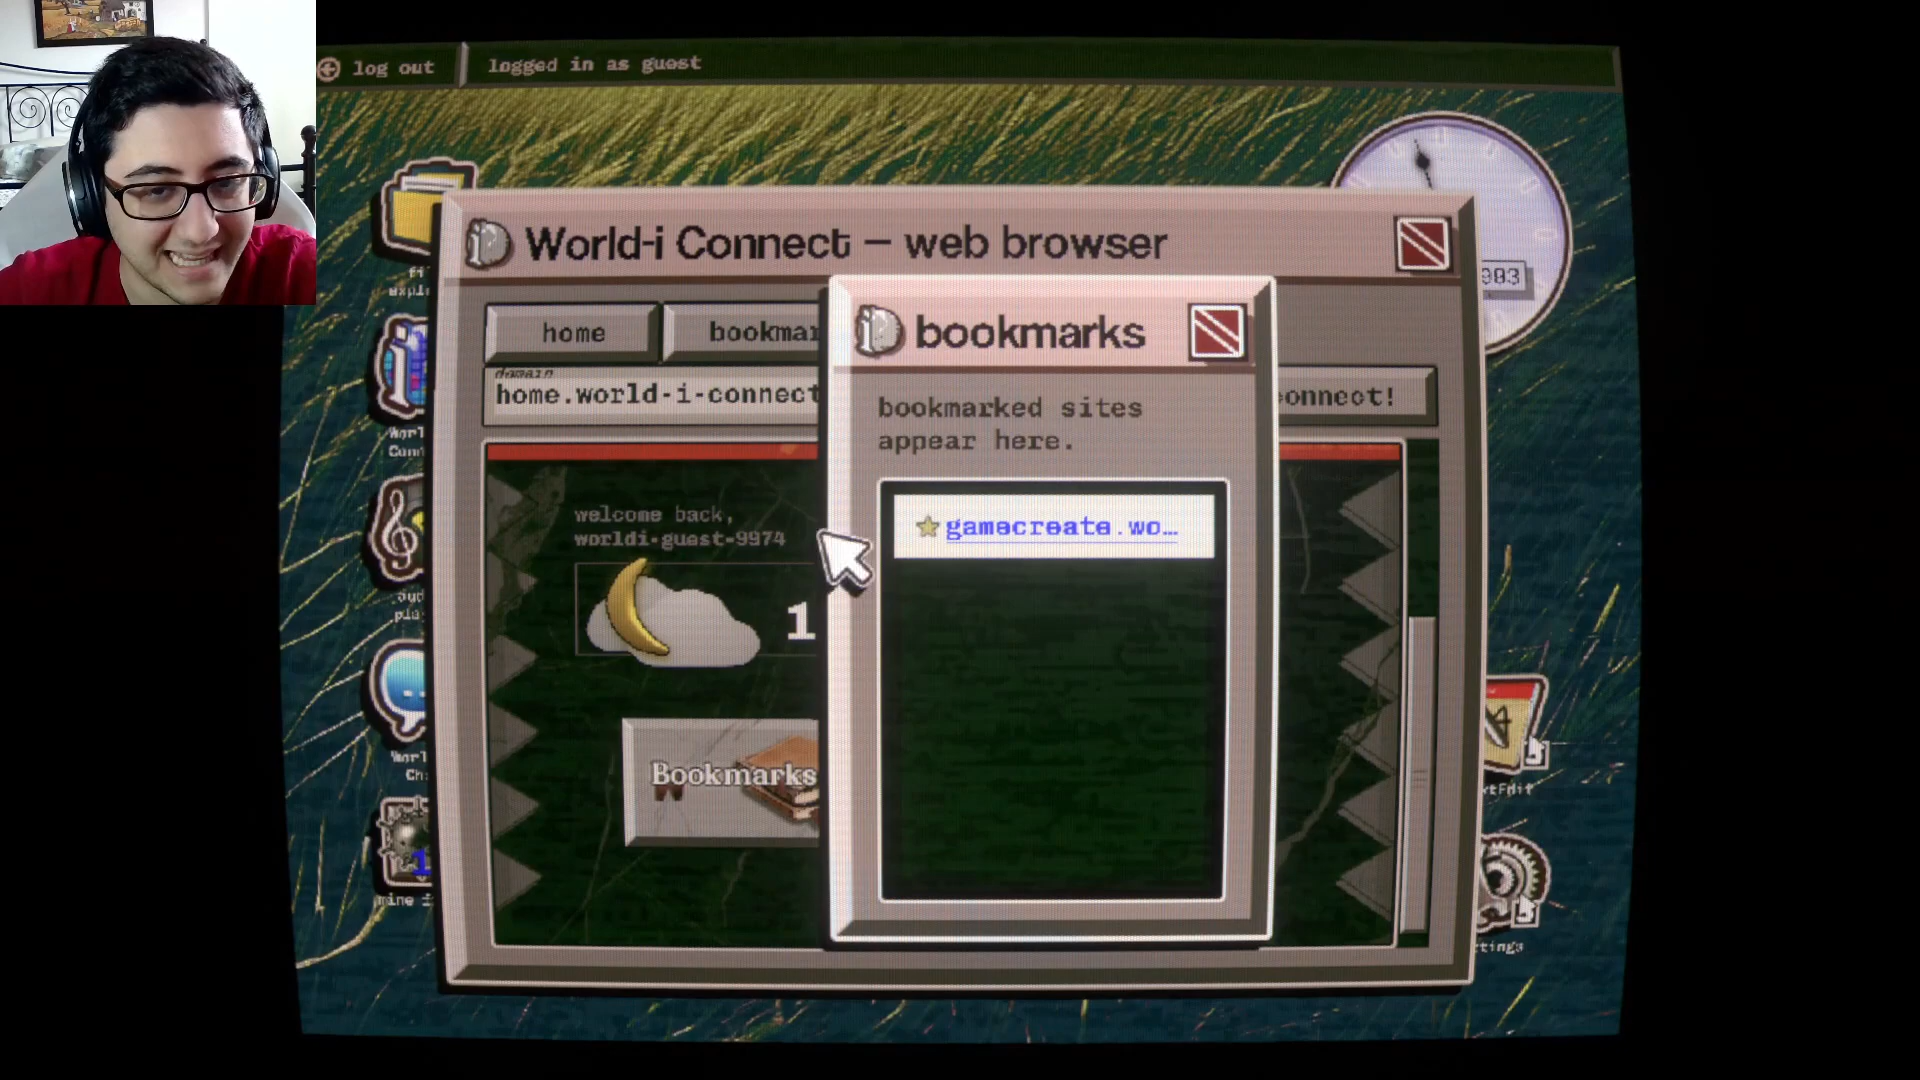 log out
logged in as guest
World-i Connect – web browser
home
bookmar
bookmarks
domain
home.world-i-connect
onnect!
bookmarked sites
appear here.
gamecreate.wo…
welcome back,
worldi-guest-9974
1
Bookmarks